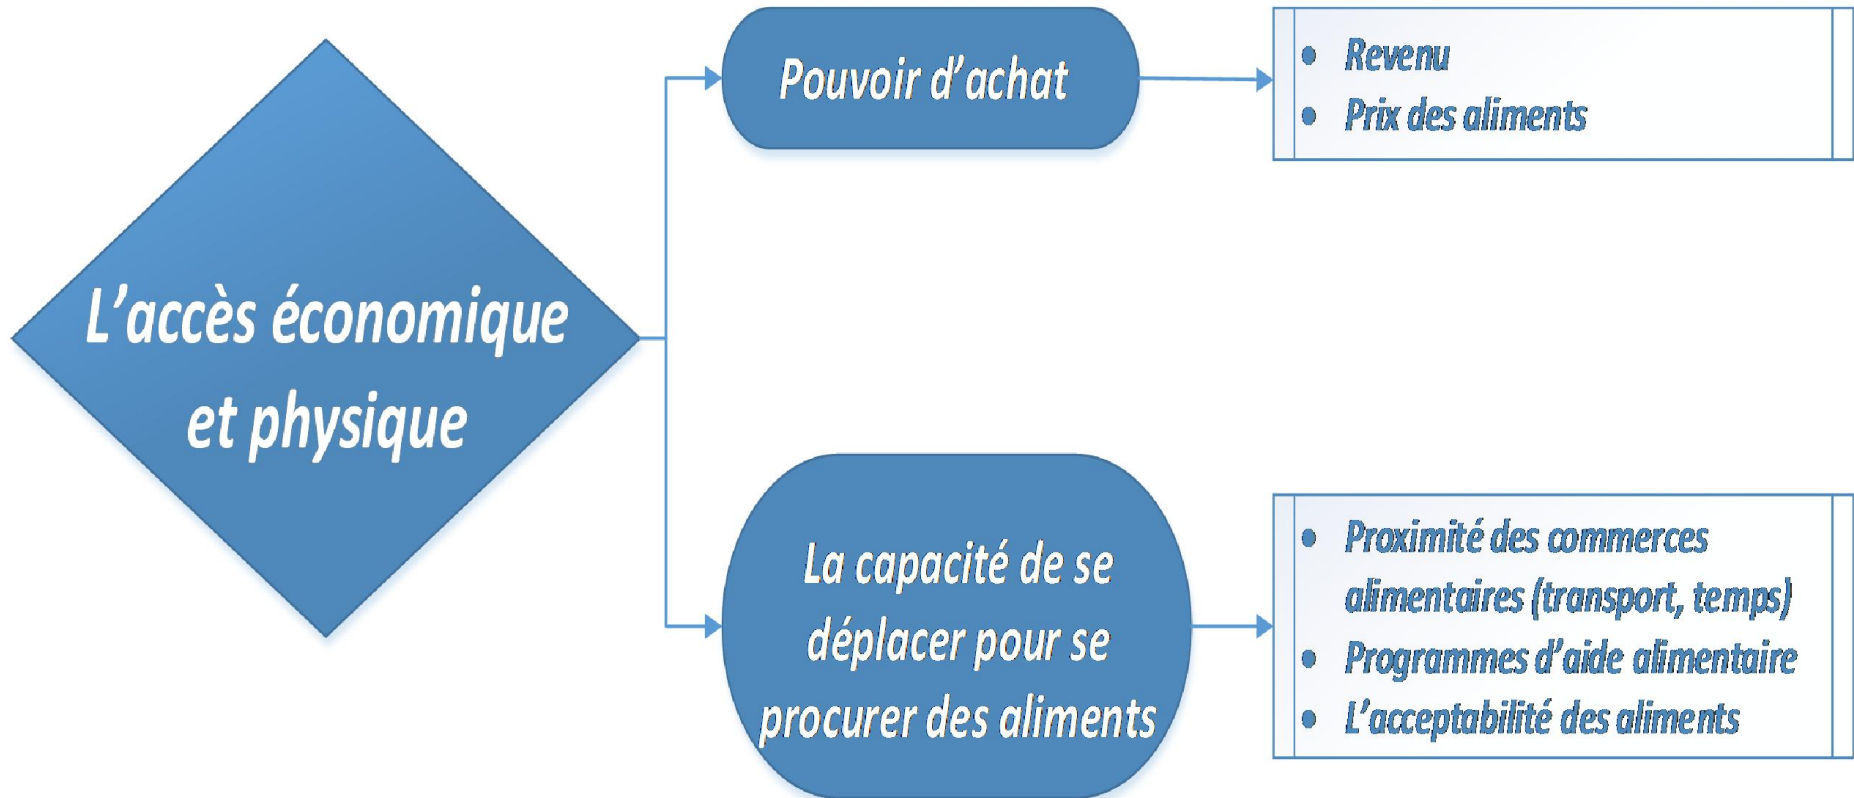 L’accès économique
et physique
Pouvoir d’achat
• Revenu
• Prix des aliments
La capacité de se
déplacer pour se
procurer des aliments
• Proximité des commerces
alimentaires (transport, temps)
• Programmes d’aide alimentaire
• L’acceptabilité des aliments